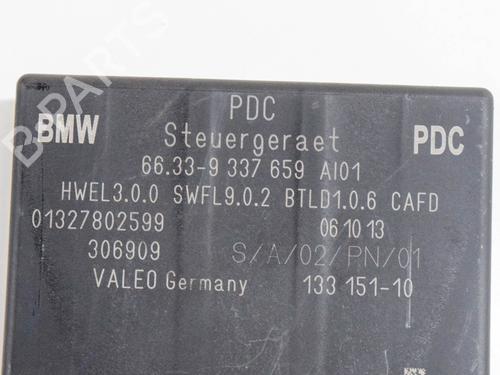 B-PARTS
PDC
BMW
Steuergeraet
PDC
66.33-9 337 659 AI01
HWEL3.0.0 SWFL9.0.2 BTLD1.0.6 CAFD
01327802599 06 10 13
306909 S/A/02/PN/01
VALEO Germany 133 151-10